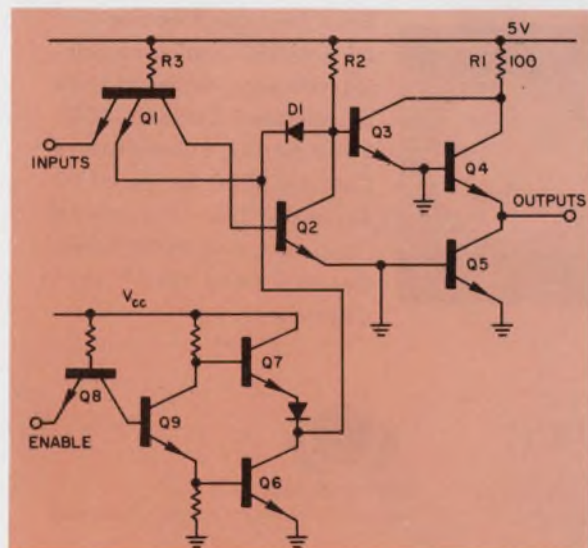 5V
R3
R2
R1 100
D1
Q1
Q3
Q4
INPUTS
OUTPUTS
Q2
Q5
Vcc
Q7
Q8
Q9
ENABLE
Q6